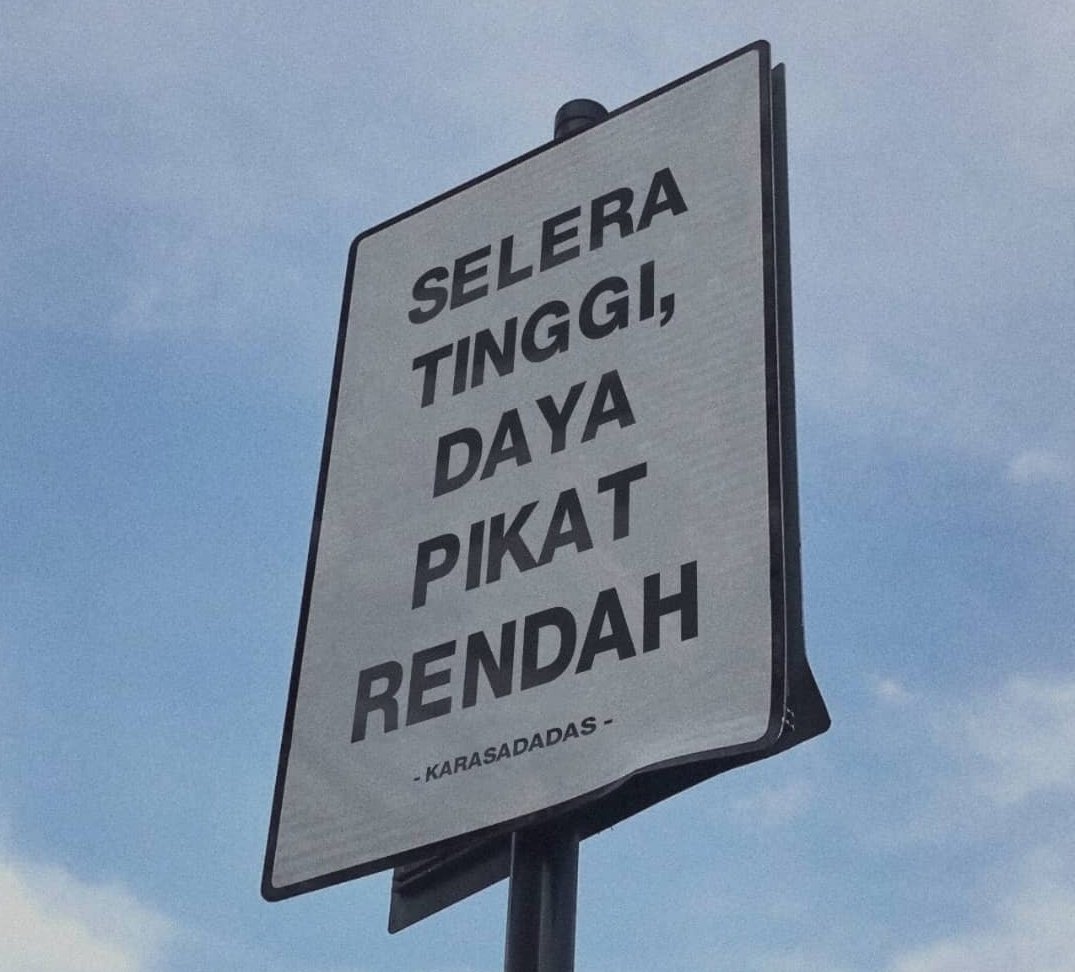 SELERA
TINGGI,
DAYA
PIKAT
RENDAH
- KARASADADAS -